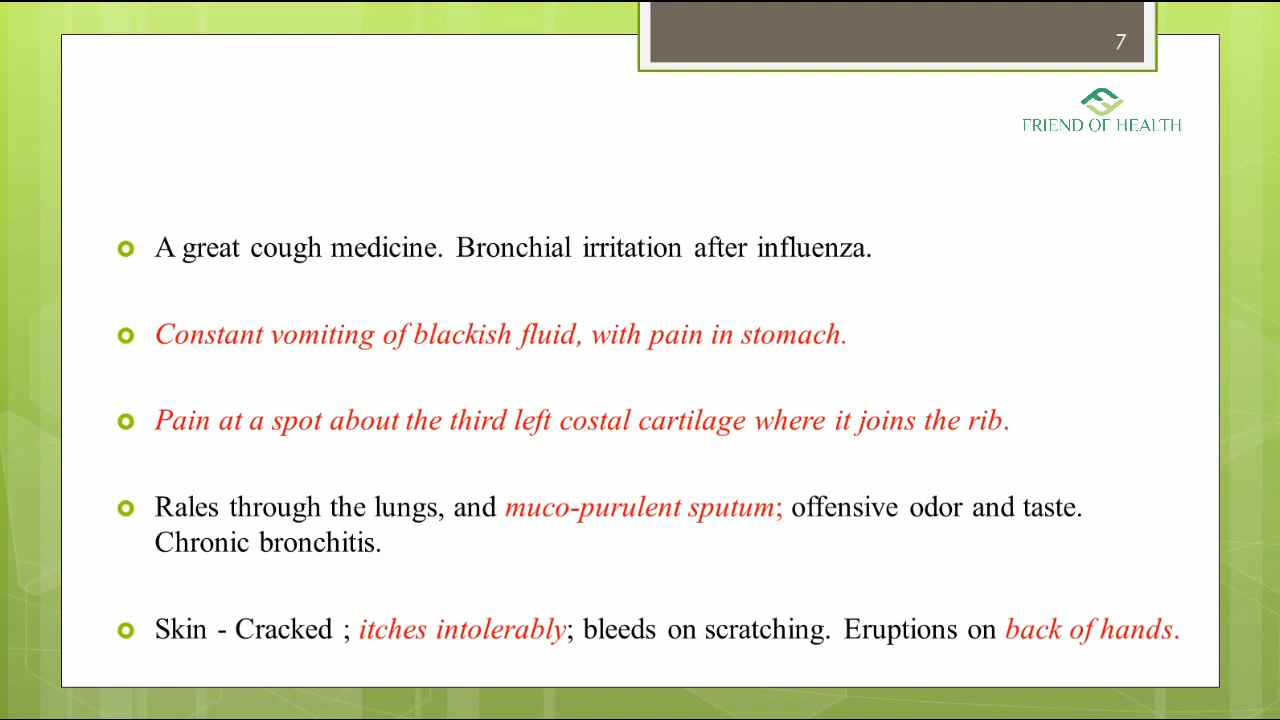 7
FRIEND OF HEALTH
A great cough medicine. Bronchial irritation after influenza.
Constant vomiting of blackish fluid, with pain in stomach.
Pain at a spot about the third left costal cartilage where it joins the rib.
Rales through the lungs, and muco-purulent sputum; offensive odor and taste.
Chronic bronchitis.
Skin - Cracked ; itches intolerably; bleeds on scratching. Eruptions on back of hands.